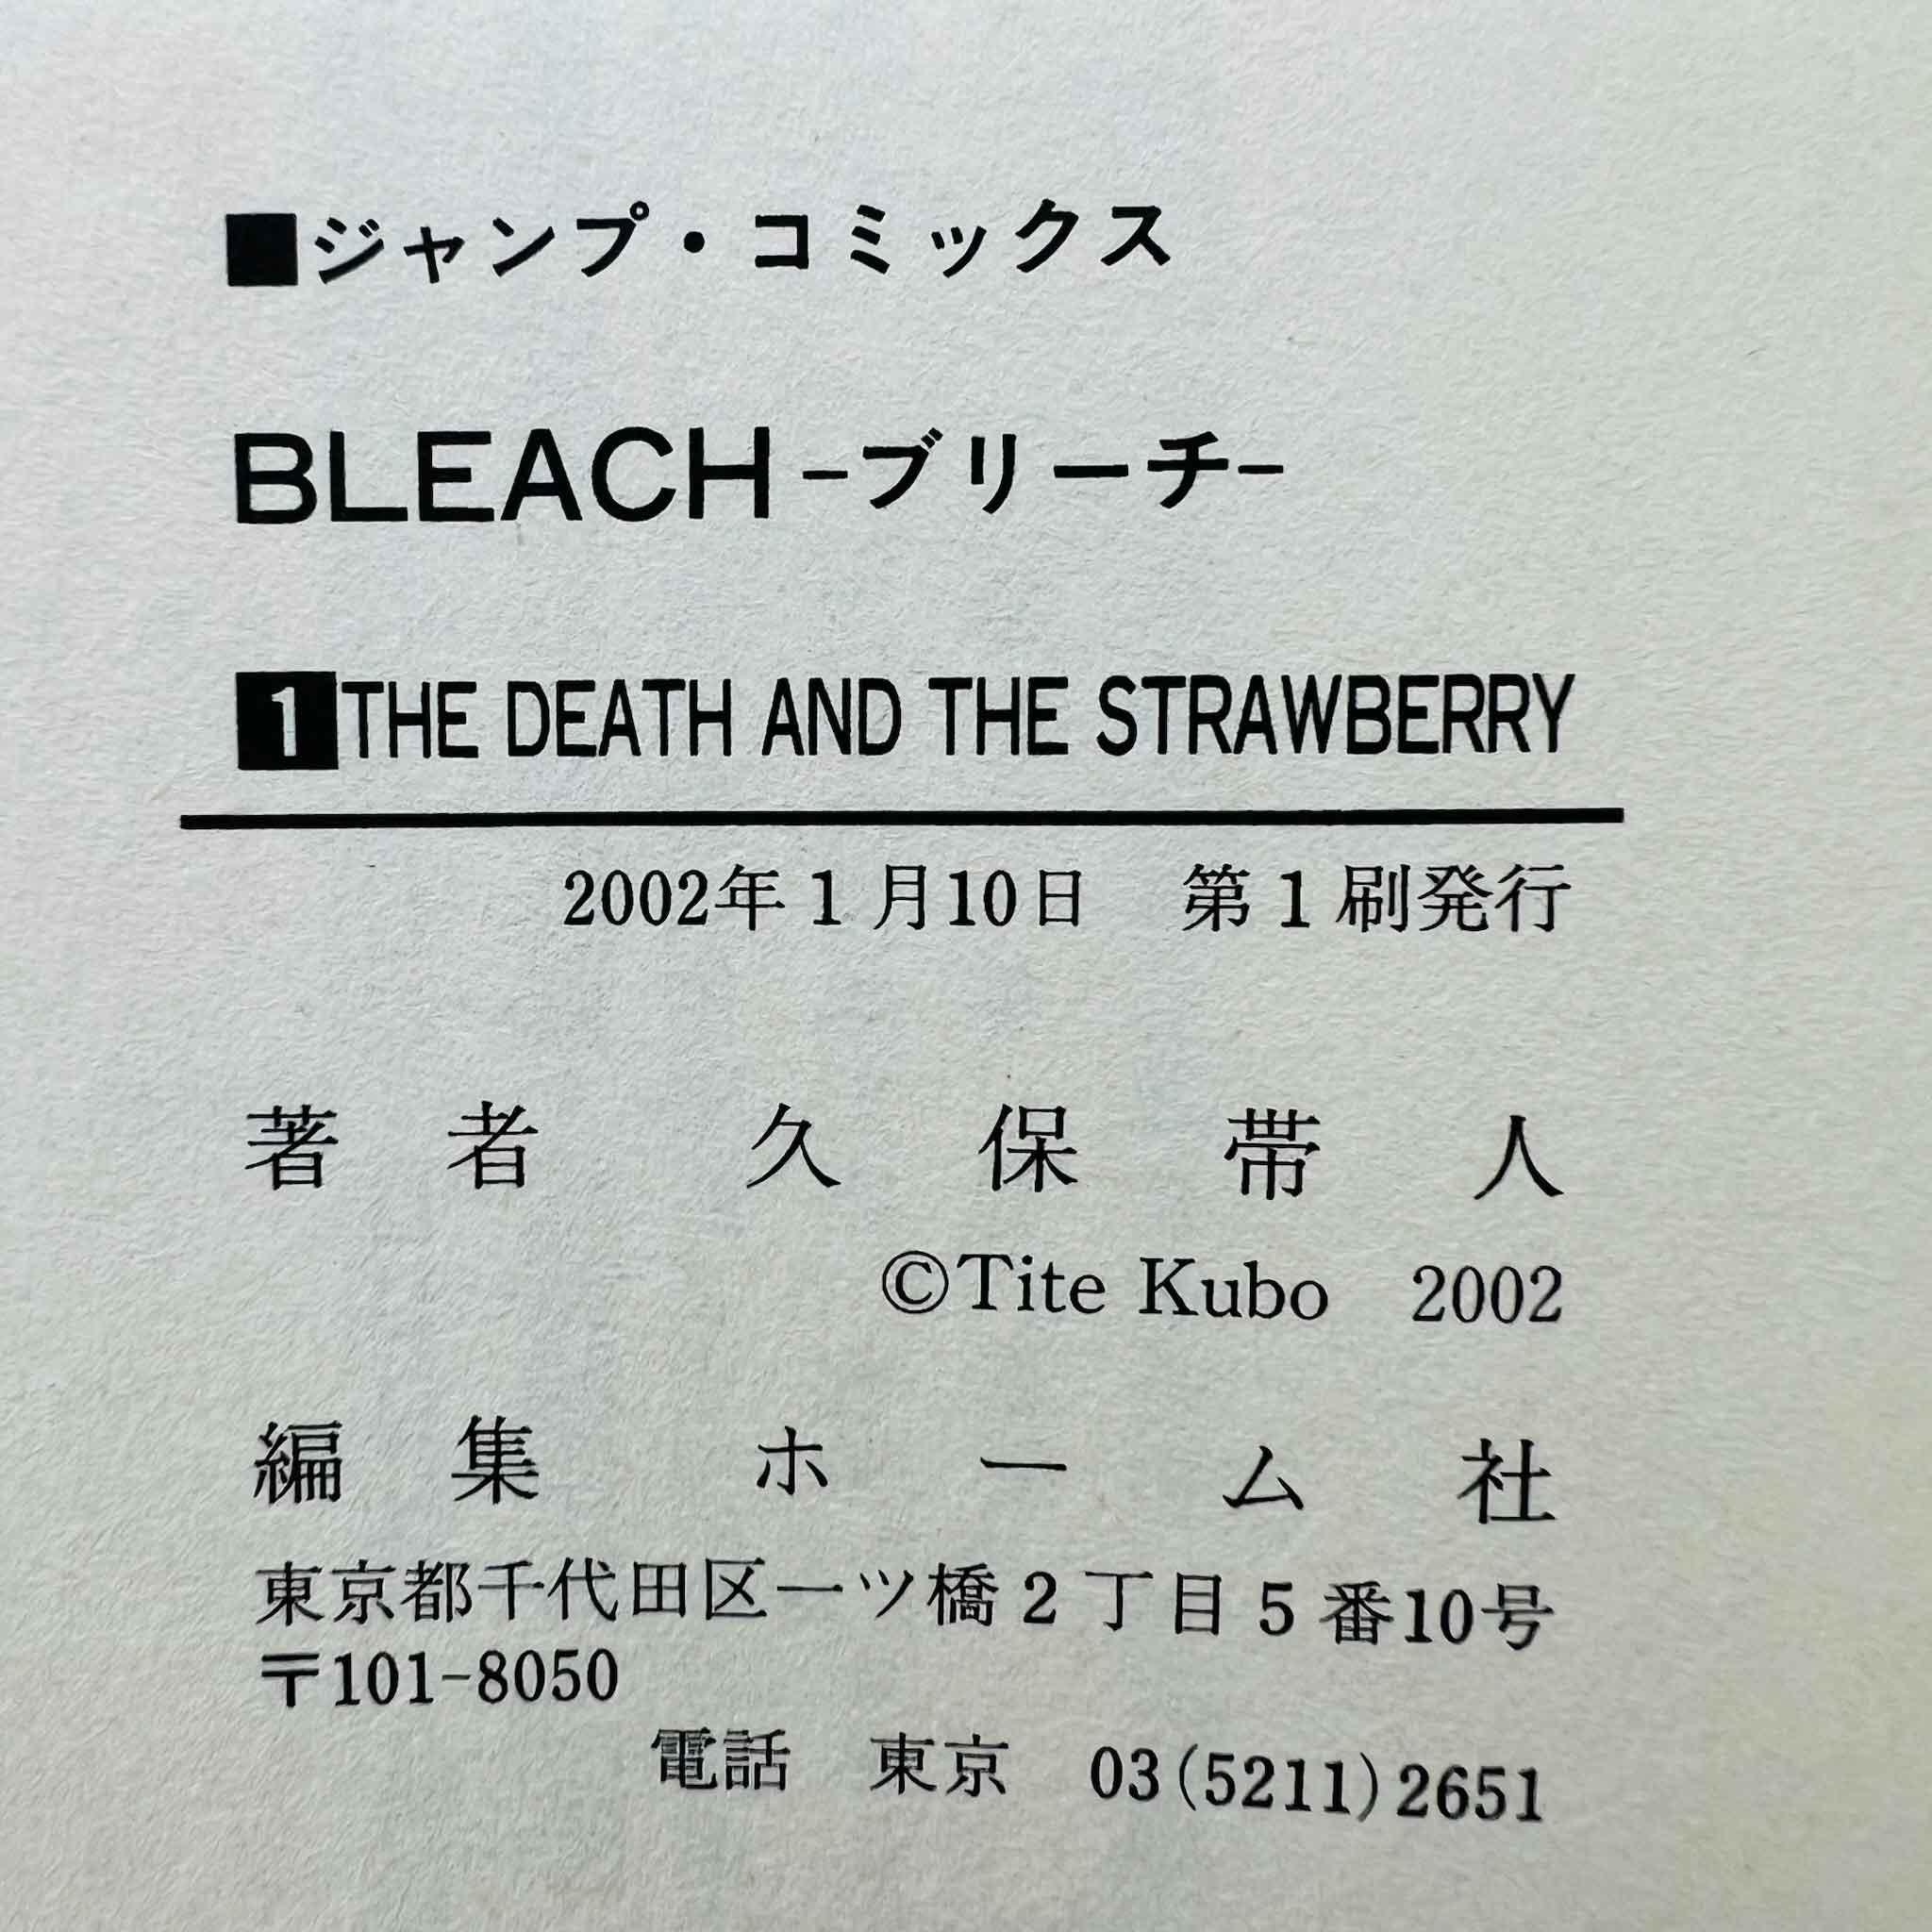 ■ジャンプ・コミックス
BLEACH-ブリーチ-
1THE DEATH AND THE STRAWBERRY
2002年1月10日　第1刷発行
著者　久保帯人
©Tite Kubo　2002
編集　ホーム社
東京都千代田区一ツ橋2丁目5番10号
〒101-8050
電話　東京　03(5211)2651